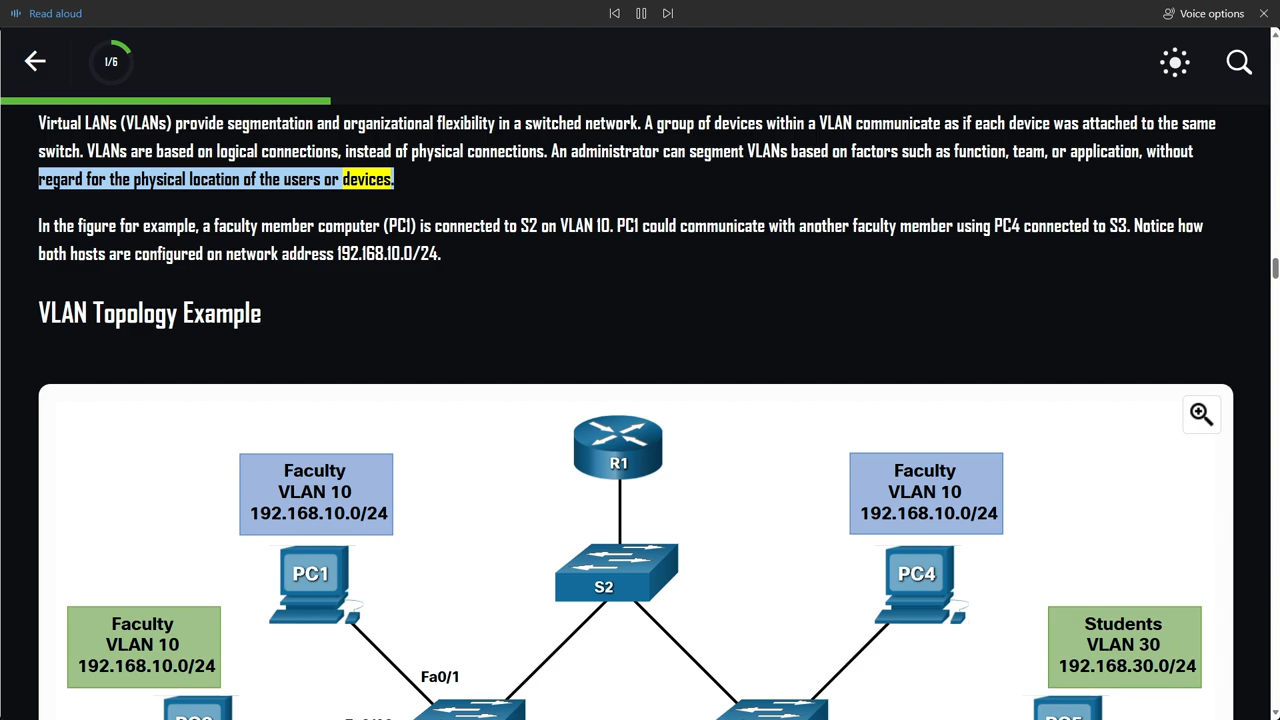 Read aloud
Voice options
1/6
Virtual LANs (VLANs) provide segmentation and organizational flexibility in a switched network. A group of devices within a VLAN communicate as if each device was attached to the same
switch. VLANs are based on logical connections, instead of physical connections. An administrator can segment VLANs based on factors such as function, team, or application, without
regard for the physical location of the users or devices.
In the figure for example, a faculty member computer (PC1) is connected to S2 on VLAN 10. PC1 could communicate with another faculty member using PC4 connected to S3. Notice how
both hosts are configured on network address 192.168.10.0/24.
VLAN Topology Example
R1
Faculty
VLAN 10
192.168.10.0/24
Faculty
VLAN 10
192.168.10.0/24
PC1
S2
PC4
Faculty
VLAN 10
192.168.10.0/24
Students
VLAN 30
192.168.30.0/24
Fa0/1